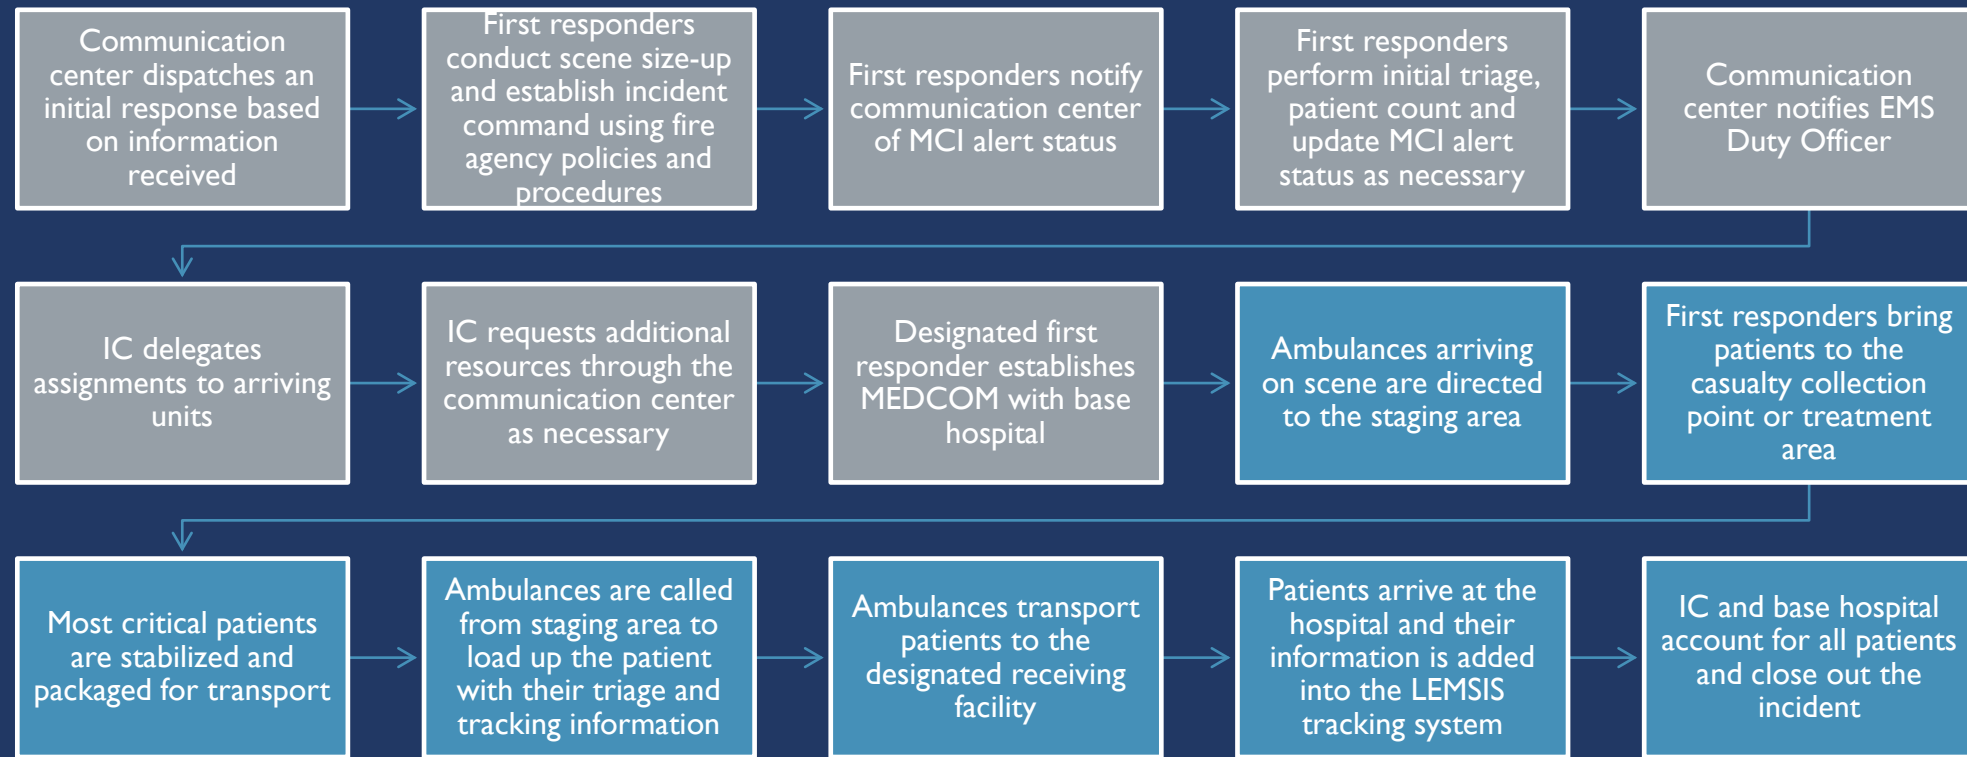 Communication
center dispatches an
initial response based
on information
received
First responders
conduct scene size-up
and establish incident
command using fire
agency policies and
procedures
First responders notify
communication center
of MCI alert status
First responders
perform initial triage,
patient count and
update MCI alert
status as necessary
Communication
center notifies EMS
Duty Officer
IC delegates
assignments to arriving
units
IC requests additional
resources through the
communication center
as necessary
Designated first
responder establishes
MEDCOM with base
hospital
Ambulances arriving
on scene are directed
to the staging area
First responders bring
patients to the
casualty collection
point or treatment
area
Most critical patients
are stabilized and
packaged for transport
Ambulances are called
from staging area to
load up the patient
with their triage and
tracking information
Ambulances transport
patients to the
designated receiving
facility
Patients arrive at the
hospital and their
information is added
into the LEMSIS
tracking system
IC and base hospital
account for all patients
and close out the
incident